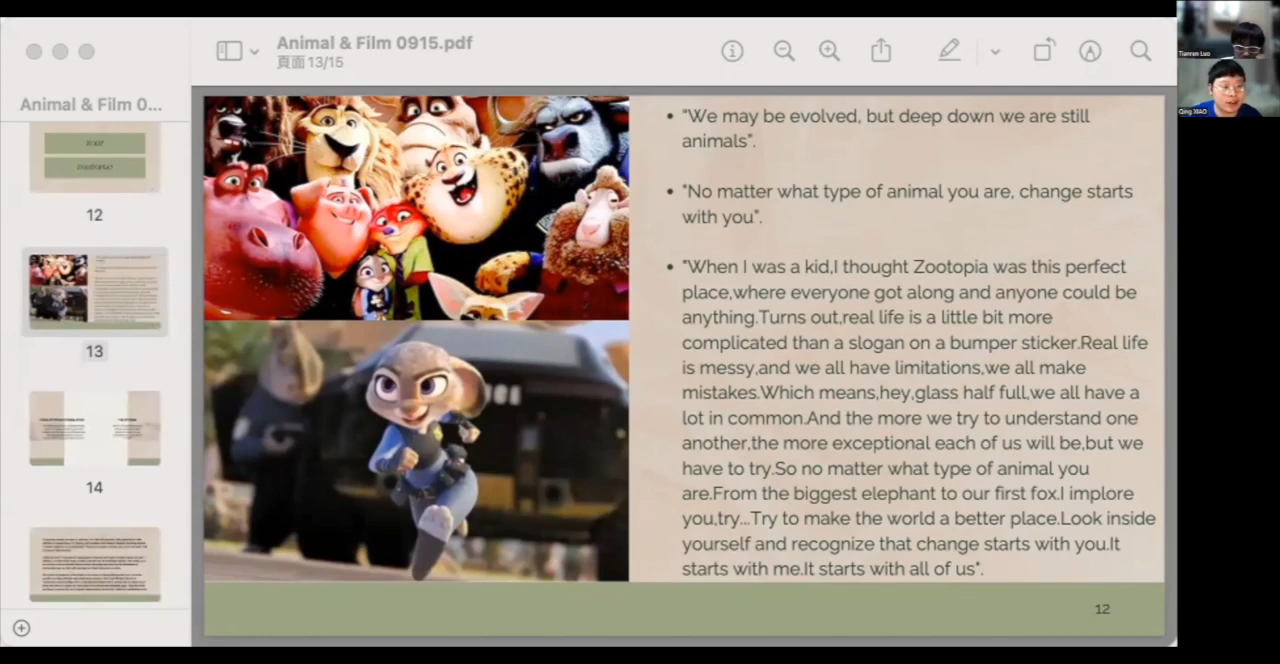 Animal & Film 0915.pdf
頁面 13/15
Animal & Film 0...
12
13
14
"We may be evolved, but deep down we are still
animals".
"No matter what type of animal you are, change starts
with you".
"When I was a kid,I thought Zootopia was this perfect
place,where everyone got along and anyone could be
anything.Turns out,real life is a little bit more
complicated than a slogan on a bumper sticker.Real life
is messy,and we all have limitations,we all make
mistakes.Which means,hey,glass half full,we all have a
lot in common.And the more we try to understand one
another,the more exceptional each of us will be,but we
have to try.So no matter what type of animal you
are.From the biggest elephant to our first fox.I implore
you,try...Try to make the world a better place.Look inside
yourself and recognize that change starts with you.It
starts with me.It starts with all of us".
12
Tianren Luo
Qing XIAO